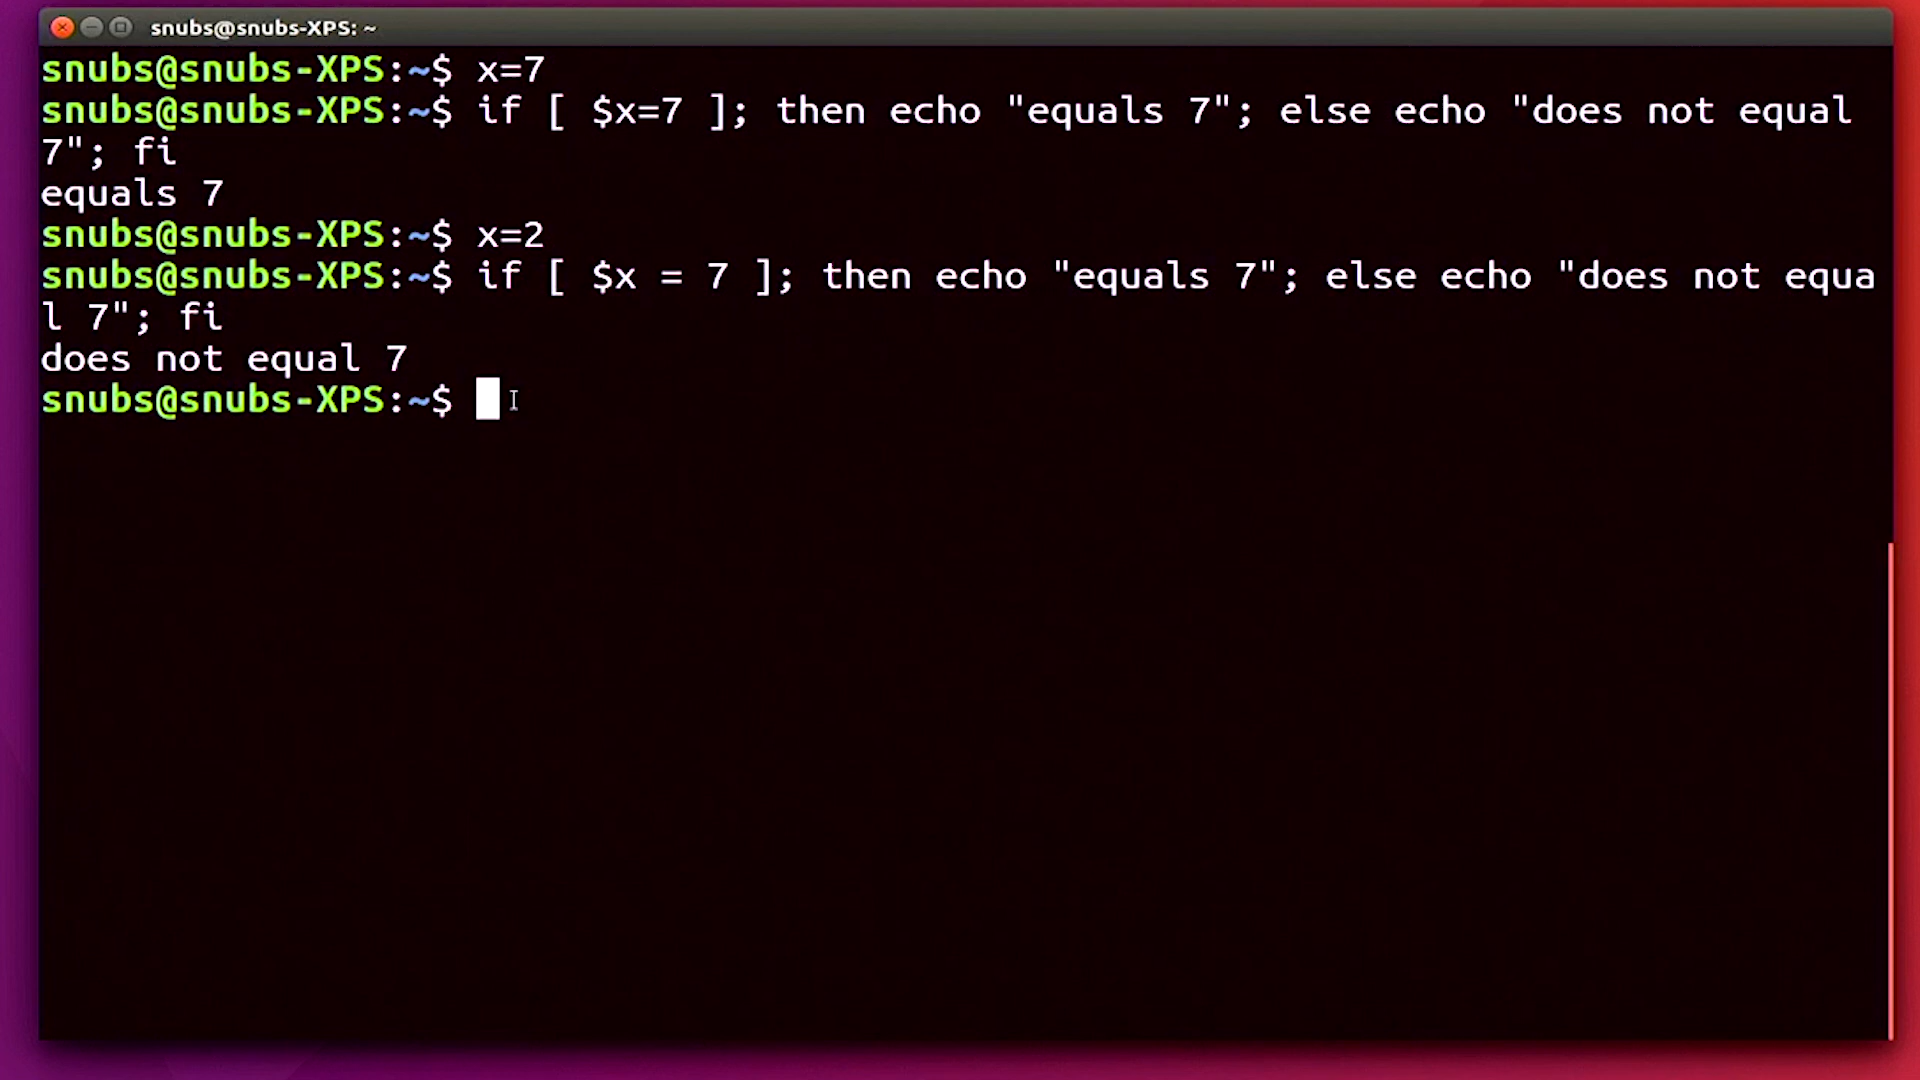 snubs@snubs-XPS: ~
snubs@snubs-XPS:~$ x=7
snubs@snubs-XPS:~$ if [ $x=7 ]; then echo "equals 7"; else echo "does not equal
7"; fi
equals 7
snubs@snubs-XPS:~$ x=2
snubs@snubs-XPS:~$ if [ $x = 7 ]; then echo "equals 7"; else echo "does not equa
l 7"; fi
does not equal 7
snubs@snubs-XPS:~$